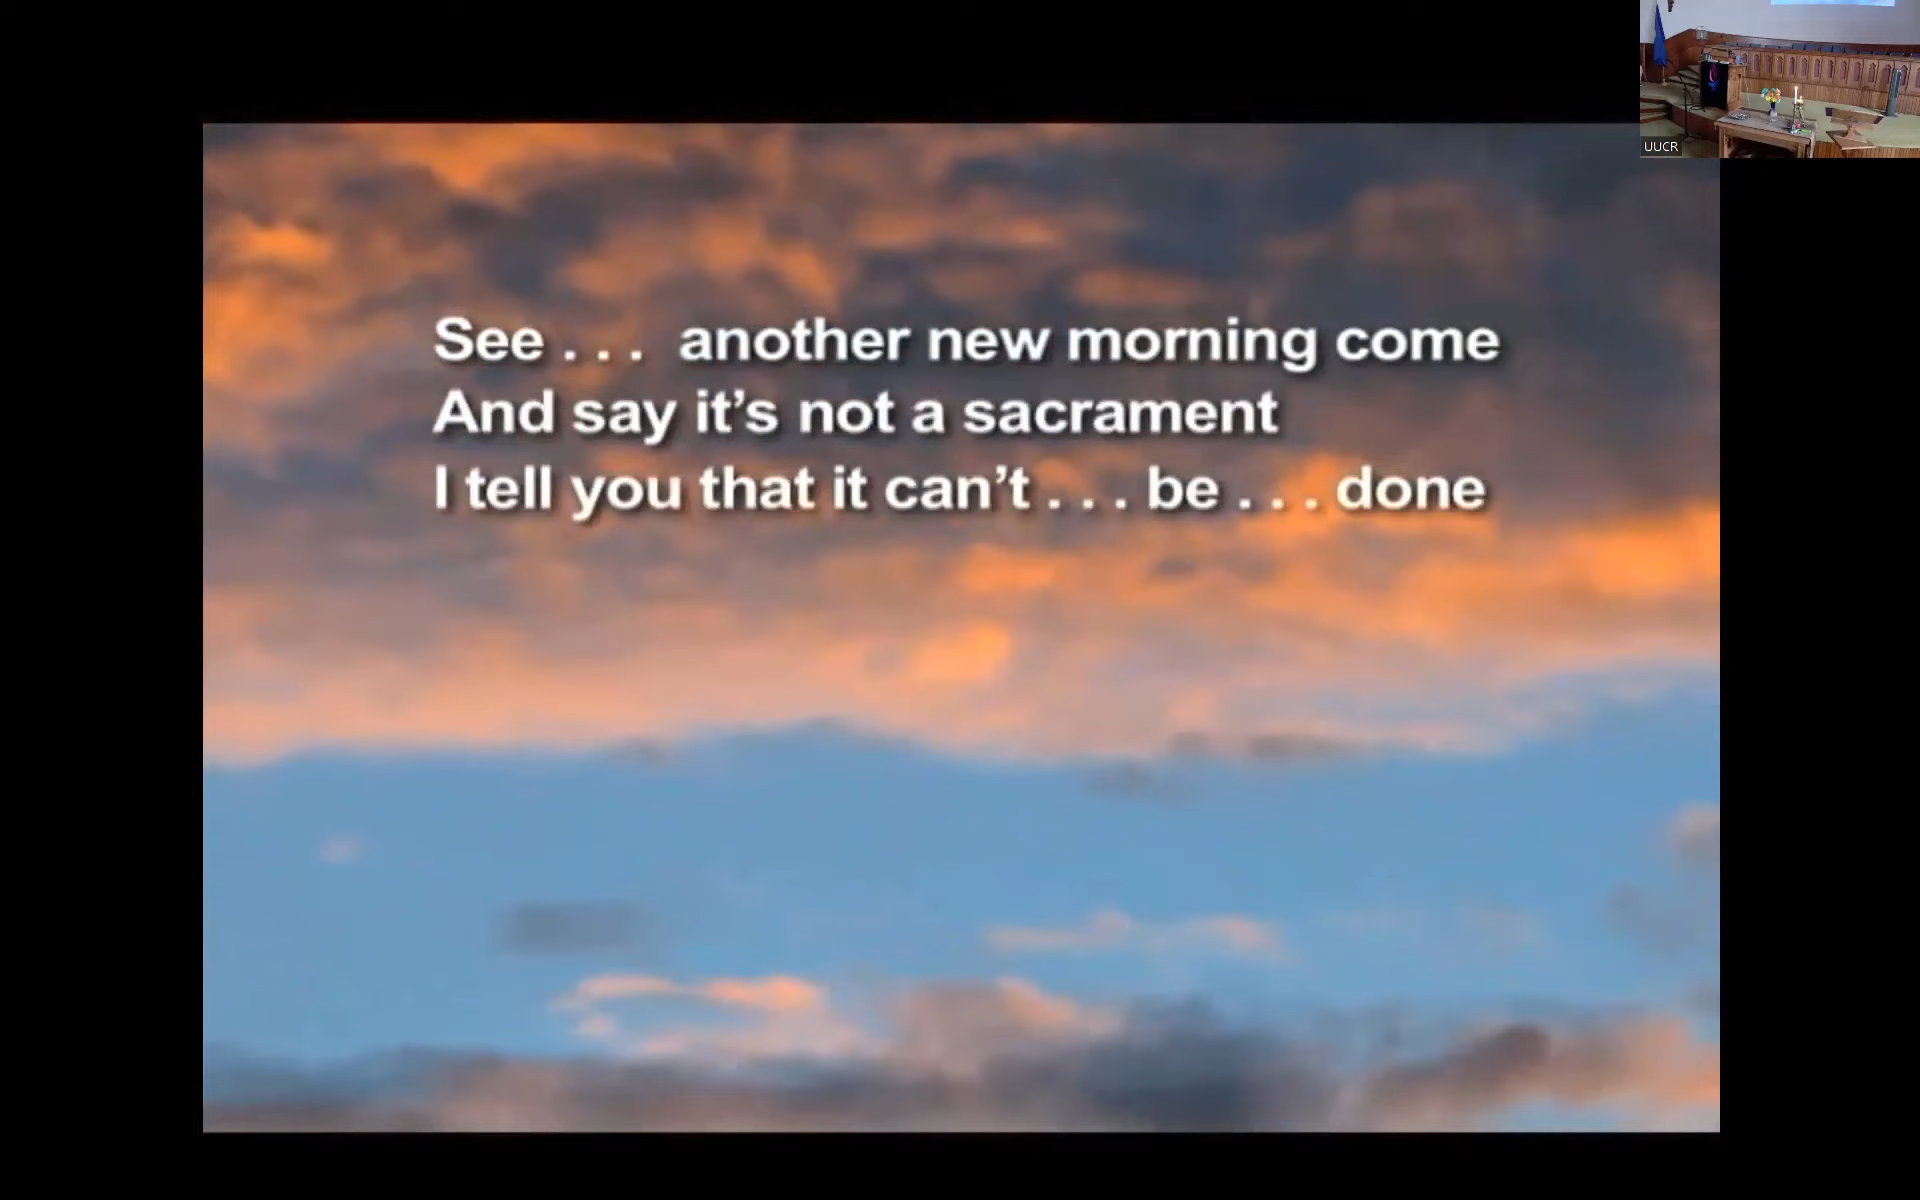 See . . . another new morning come
And say it's not a sacrament
I tell you that it can't . . . be . . . done
UUCR